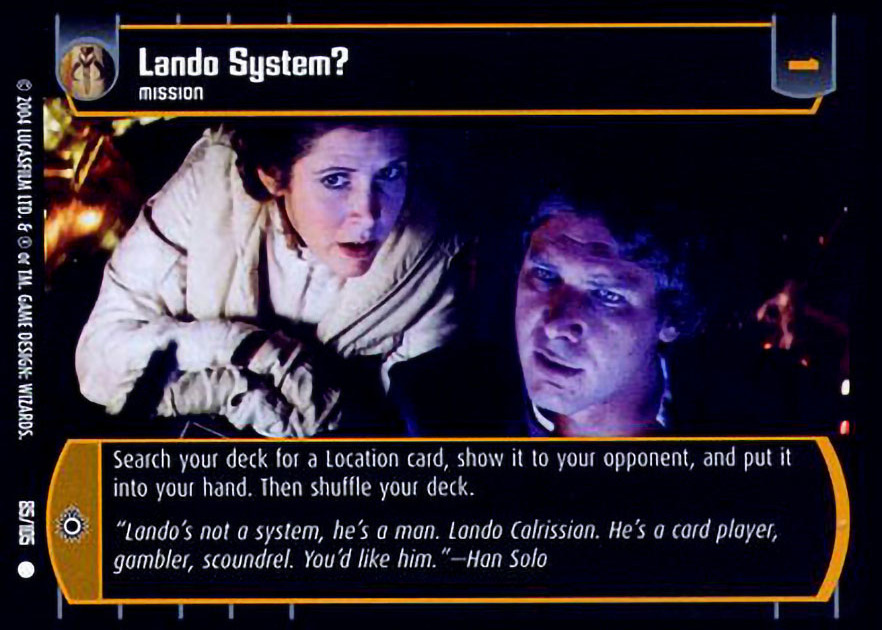 Lando System?
MISSION
1
Search your deck for a Location card, show it to your opponent, and put it
into your hand. Then shuffle your deck.
"Lando's not a system, he's a man. Lando Calrissian. He's a card player,
gambler, scoundrel. You'd like him."—Han Solo
© 2004 LUCASFILM LTD. & ® or TM. GAME DESIGN: WIZARDS.
85/105